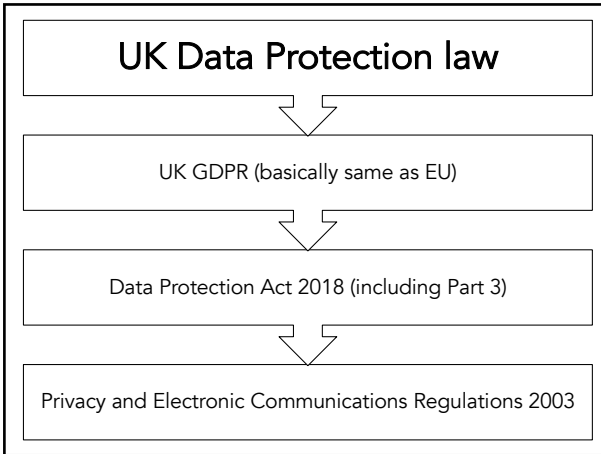 UK Data Protection law
UK GDPR (basically same as EU)
Data Protection Act 2018 (including Part 3)
Privacy and Electronic Communications Regulations 2003